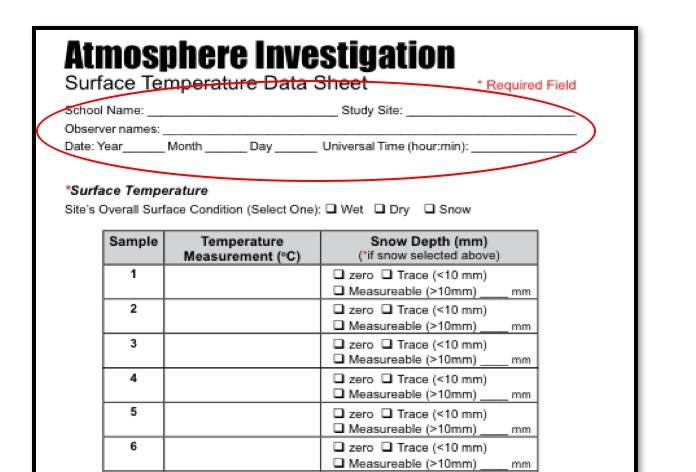 Atmosphere Investigation
Surface Temperature Data Sheet * Required Field
School Name: ______________________________ Study Site: ___________________________
Observer names: _________________________________________________________________
Date: Year______ Month ______ Day ______ Universal Time (hour:min): ________________
*Surface Temperature
Site's Overall Surface Condition (Select One): ❑ Wet ❑ Dry ❑ Snow
Sample Temperature Measurement (ºC) Snow Depth (mm) (*if snow selected above)
1 ❑ zero ❑ Trace (<10 mm)
❑ Measureable (>10mm) ____ mm
2 ❑ zero ❑ Trace (<10 mm)
❑ Measureable (>10mm) ____ mm
3 ❑ zero ❑ Trace (<10 mm)
❑ Measureable (>10mm) ____ mm
4 ❑ zero ❑ Trace (<10 mm)
❑ Measureable (>10mm) ____ mm
5 ❑ zero ❑ Trace (<10 mm)
❑ Measureable (>10mm) ____ mm
6 ❑ zero ❑ Trace (<10 mm)
❑ Measureable (>10mm) ____ mm